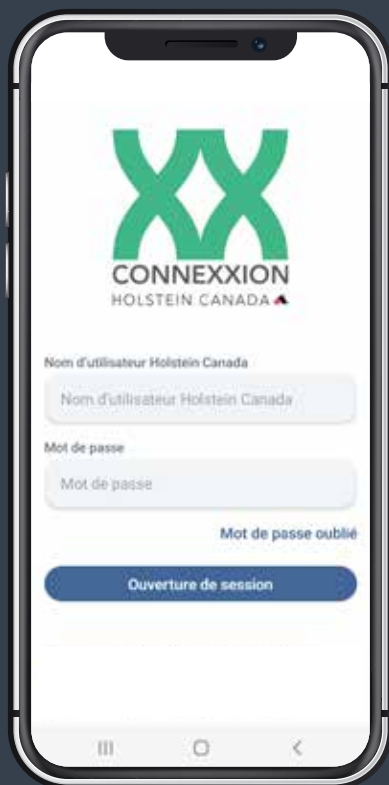 XX
CONNEXXION
HOLSTEIN CANADA
Nom d'utilisateur Holstein Canada
Nom d'utilisateur Holstein Canada
Mot de passe
Mot de passe
Mot de passe oublié
Ouverture de session